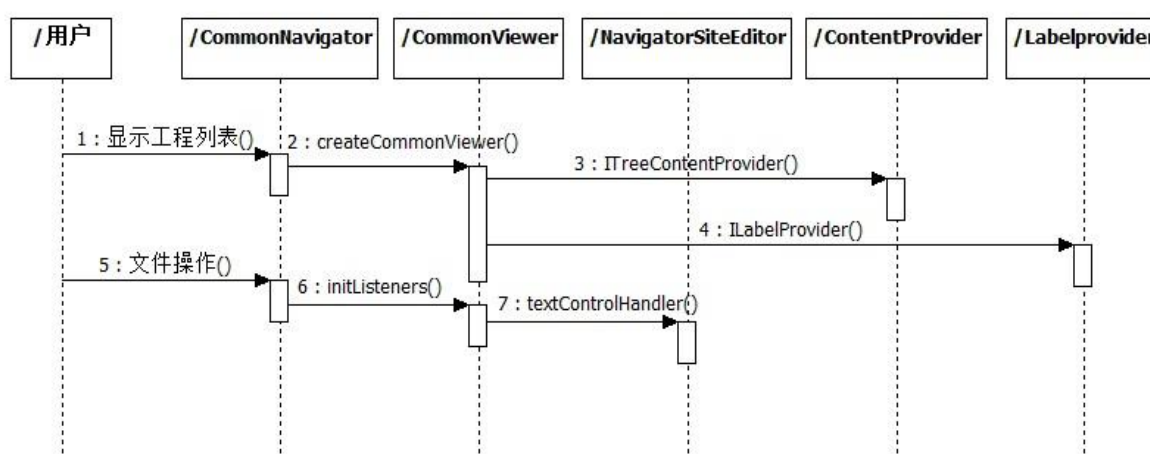 /用户
/CommonNavigator
/CommonViewer
/NavigatorSiteEditor
/ContentProvider
/Labelprovider
1 : 显示工程列表()
2 : createCommonViewer()
3 : ITreeContentProvider()
4 : ILabelProvider()
5 : 文件操作()
6 : initListeners()
7 : textControlHandler()